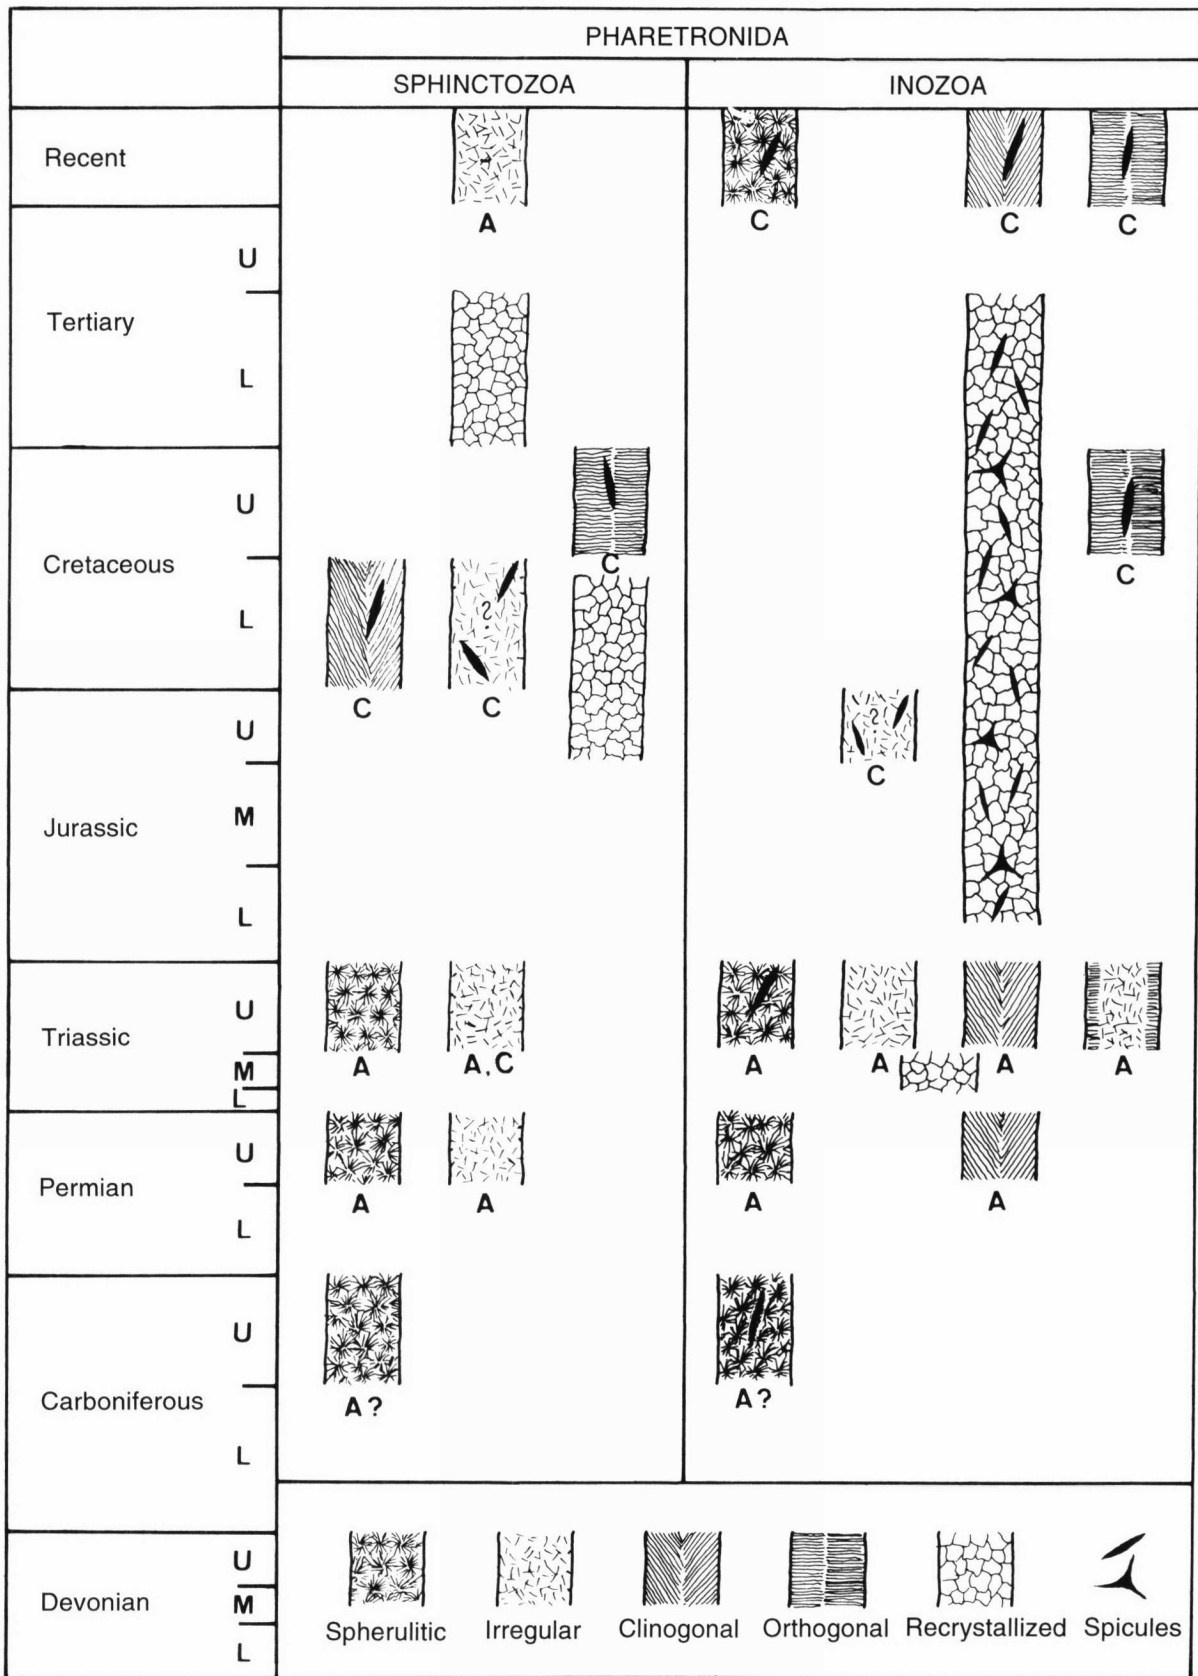 PHARETRONIDA
SPHINCTOZOA INOZOA
Recent
A C C C
U
Tertiary
L
U
Cretaceous
C
C
L
C C
U
?
C
Jurassic M
L
U
Triassic
A A, C A A A A
M
L
U
Permian
A A A A
L
U
Carboniferous A? A?
L
U
Devonian M
L
Spherulitic Irregular Clinogonal Orthogonal Recrystallized Spicules